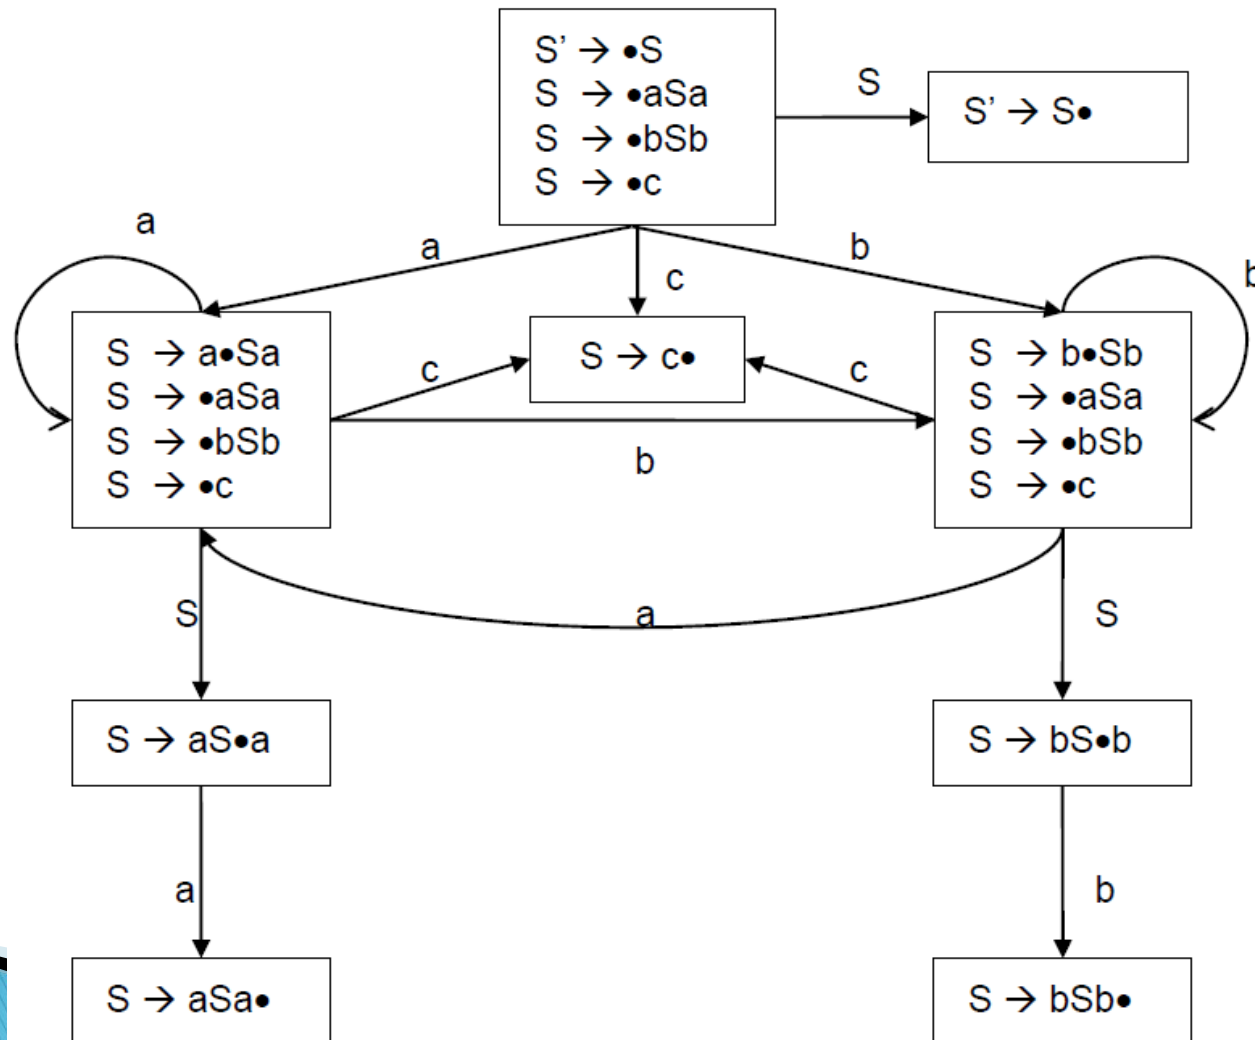 S’ → •S
S → •aSa
S → •bSb
S → •c
S
S’ → S•
a
a
c
b
b
S → a•Sa
S → •aSa
S → •bSb
S → •c
c
S → c•
c
b
S → b•Sb
S → •aSa
S → •bSb
S → •c
S
a
S
S → aS•a
S → bS•b
a
b
S → aSa•
S → bSb•